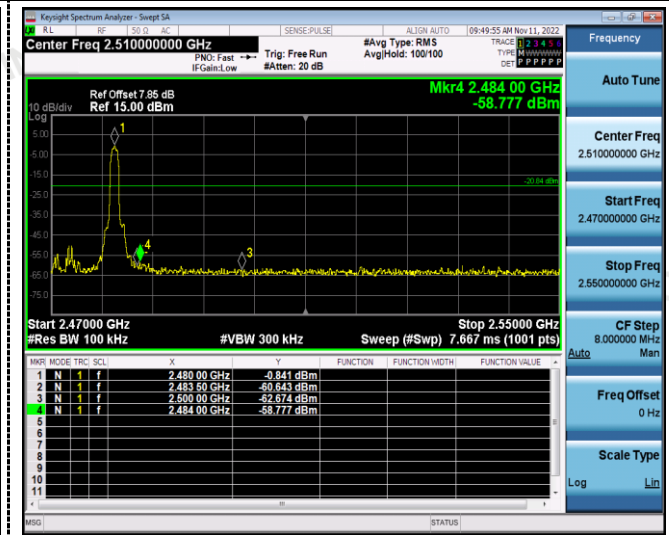 Keysight Spectrum Analyzer - Swept SA
RL RF 50 Ω AC SENSE:PULSE ALIGN AUTO 09:49:55 AM Nov 11, 2022
Center Freq 2.510000000 GHz #Avg Type: RMS TRACE 1 2 3 4 5 6
PNO: Fast Trig: Free Run Avg|Hold: 100/100 TYPE M WWWWW
IFGain:Low #Atten: 20 dB DET P P P P P P
Mkr4 2.484 00 GHz
-58.777 dBm
Ref Offset 7.85 dB
10 dB/div Ref 15.00 dBm
Log
5.00
-5.00
-15.0
-25.0
-35.0
-45.0
-55.0
-65.0
-75.0
1
4
3
-20.84 dBm
Start 2.47000 GHz Stop 2.55000 GHz
#Res BW 100 kHz #VBW 300 kHz Sweep (#Swp) 7.667 ms (1001 pts)
MKR MODE TRC SCL X Y FUNCTION FUNCTION WIDTH FUNCTION VALUE
1 N 1 f 2.480 00 GHz -0.841 dBm
2 N 1 f 2.483 50 GHz -60.643 dBm
3 N 1 f 2.500 00 GHz -62.674 dBm
4 N 1 f 2.484 00 GHz -58.777 dBm
5
6
7
8
9
10
11
MSG STATUS
Frequency
Auto Tune
Center Freq
2.510000000 GHz
Start Freq
2.470000000 GHz
Stop Freq
2.550000000 GHz
CF Step
8.000000 MHz
Auto Man
Freq Offset
0 Hz
Scale Type
Log Lin